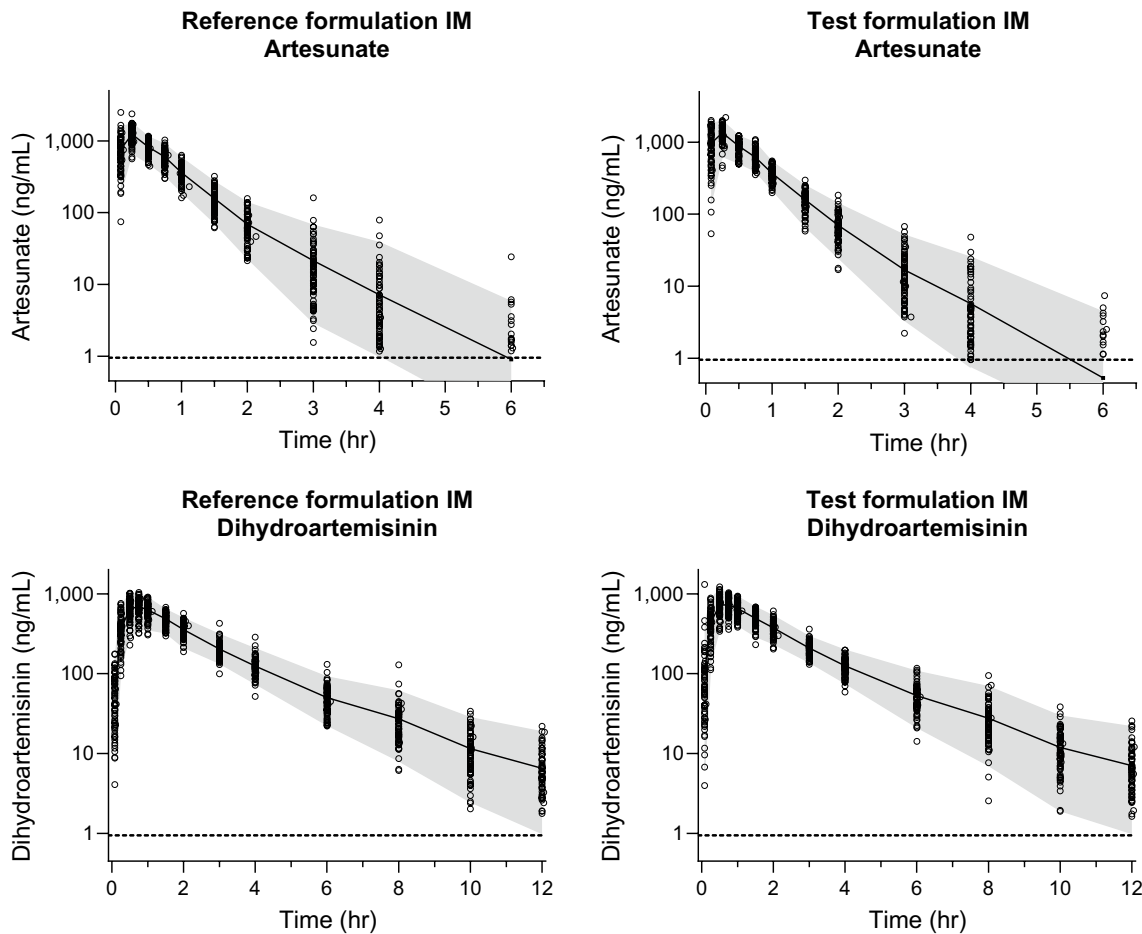 Reference formulation IM
Artesunate
Artesunate (ng/mL)
1,000
100
10
1
0 1 2 3 4 5 6
Time (hr)
Test formulation IM
Artesunate
Artesunate (ng/mL)
1,000
100
10
1
0 1 2 3 4 5 6
Time (hr)
Reference formulation IM
Dihydroartemisinin
Dihydroartemisinin (ng/mL)
1,000
100
10
1
0 2 4 6 8 10 12
Time (hr)
Test formulation IM
Dihydroartemisinin
Dihydroartemisinin (ng/mL)
1,000
100
10
1
0 2 4 6 8 10 12
Time (hr)